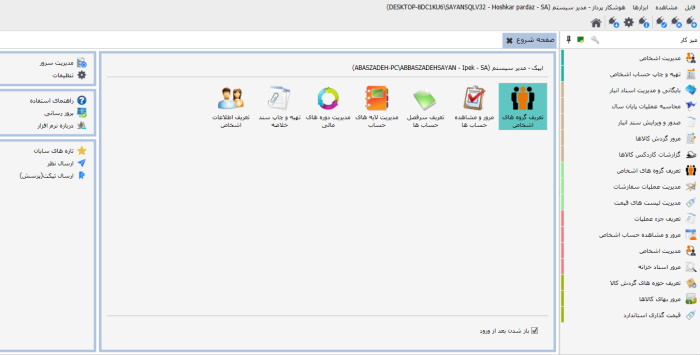 فایل مشاهده ابزارها هوشکار پرداز - مدیر سیستم (DESKTOP-8DC1KU6\SAYANSQLV32 - Hoshkar pardaz - SA)
میز کار
مدیریت اشخاص
تهیه و چاپ حساب اشخاص
بایگانی و مدیریت اسناد انبار
محاسبه عملیات پایان سال
صدور و ویرایش سند انبار
مرور گردش کالاها
گزارشات کاردکس کالاها
تعریف گروه های اشخاص
مدیریت عملیات سفارشات
مدیریت لیست های قیمت
تعریف جزء عملیات
مرور و مشاهده حساب اشخاص
مدیریت اشخاص
مرور اسناد خزانه
تعریف حوزه های گردش کالا
مرور بهای کالاها
قیمت گذاری استاندارد
صفحه شروع
ایپک - مدیر سیستم (ABASZADEH-PC\ABBASZADEHSAYAN - Ipek - SA)
تعریف گروه های اشخاص
مرور و مشاهده حساب ها
تعریف سرفصل حساب ها
مدیریت لایه های حساب
مدیریت دوره های مالی
تهیه و چاپ سند خلاصه
تعریف اطلاعات اشخاص
باز شدن بعد از ورود
مدیریت سرور
تنظیمات
راهنمای استفاده
بروز رسانی
درباره نرم افزار
تازه های سایان
ارسال نظر
ارسال تیکت(پرسش)